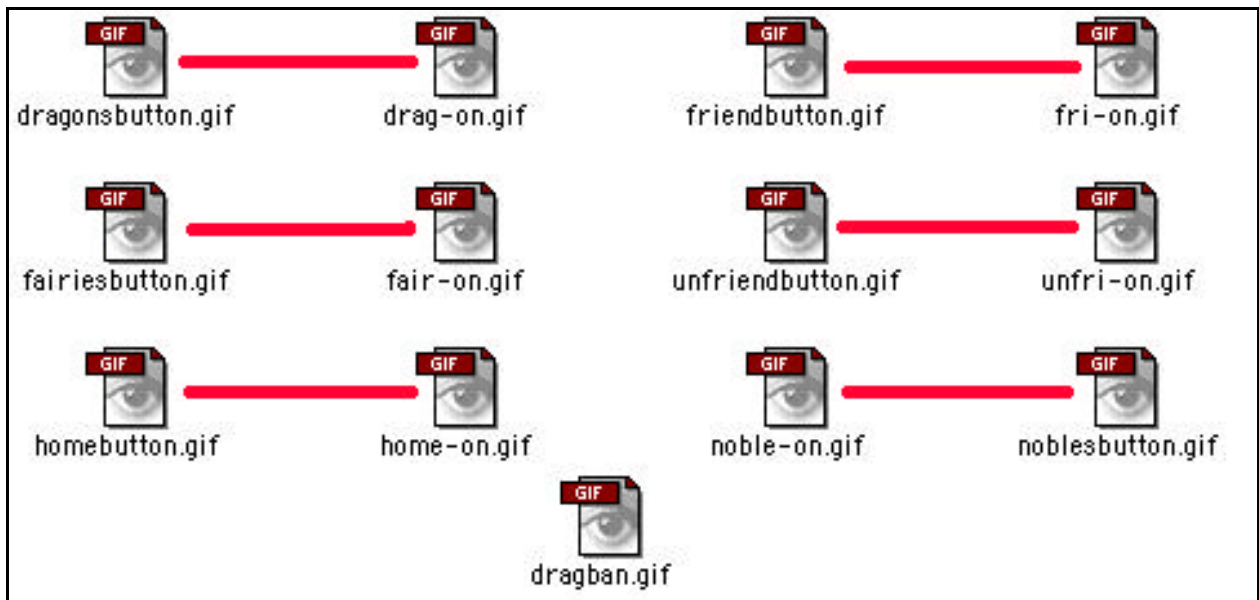 GIF GIF GIF GIF
dragonsbutton.gif drag-on.gif friendbutton.gif fri-on.gif
GIF GIF GIF GIF
fairiesbutton.gif fair-on.gif unfriendbutton.gif unfri-on.gif
GIF GIF GIF GIF
homebutton.gif home-on.gif noble-on.gif noblesbutton.gif
GIF
dragban.gif